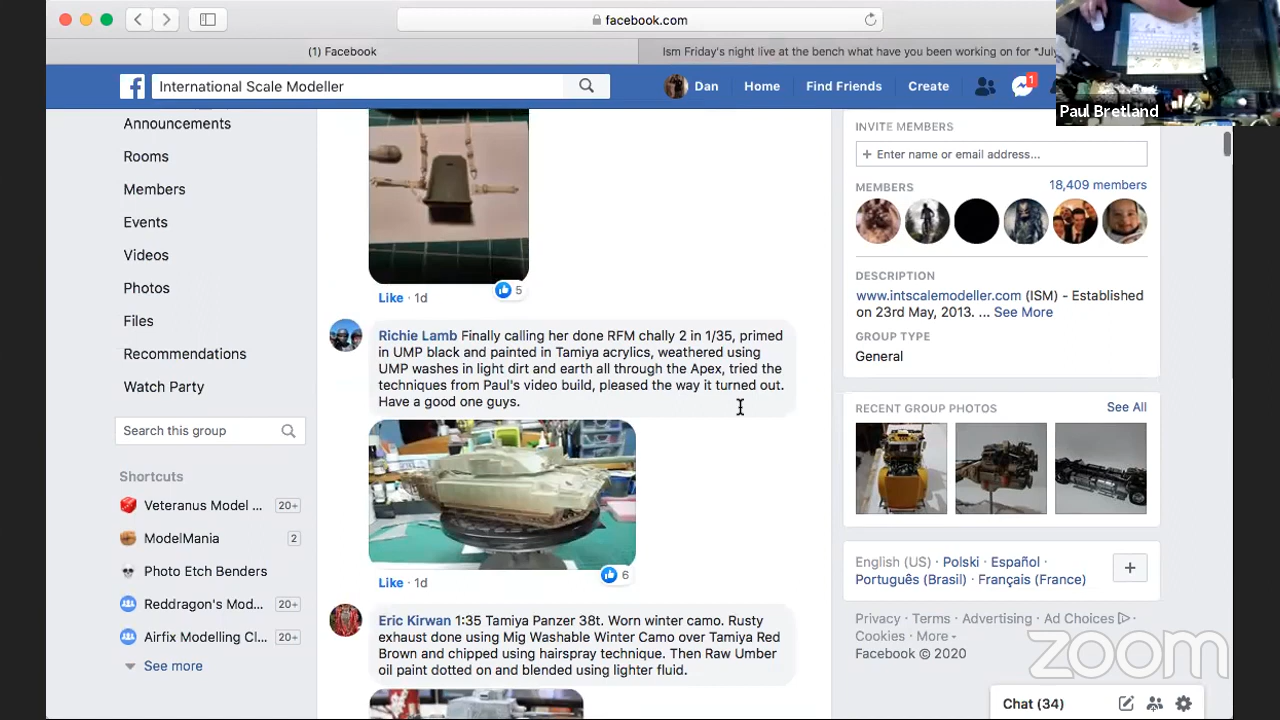 facebook.com
(1) Facebook
Ism Friday's night live at the bench what have you been working on for *July
Paul Bretland
International Scale Modeller
Dan
Home
Find Friends
Create
1
Announcements
Rooms
Members
Events
Videos
Photos
Files
Recommendations
Watch Party
Search this group
Shortcuts
Veteranus Model ...
20+
ModelMania
2
Photo Etch Benders
Reddragon's Mod...
20+
Airfix Modelling Cl...
20+
See more
Like · 1d
5
Richie Lamb Finally calling her done RFM chally 2 in 1/35, primed
in UMP black and painted in Tamiya acrylics, weathered using
UMP washes in light dirt and earth all through the Apex, tried the
techniques from Paul's video build, pleased the way it turned out.
Have a good one guys.
Like · 1d
6
Eric Kirwan 1:35 Tamiya Panzer 38t. Worn winter camo. Rusty
exhaust done using Mig Washable Winter Camo over Tamiya Red
Brown and chipped using hairspray technique. Then Raw Umber
oil paint dotted on and blended using lighter fluid.
INVITE MEMBERS
+ Enter name or email address...
MEMBERS
18,409 members
DESCRIPTION
www.intscalemodeller.com (ISM) - Established
on 23rd May, 2013. ... See More
GROUP TYPE
General
RECENT GROUP PHOTOS
See All
English (US) · Polski · Español ·
Português (Brasil) · Français (France)
Privacy · Terms · Advertising · Ad Choices ·
Cookies · More
Facebook © 2020
zoom
Chat (34)